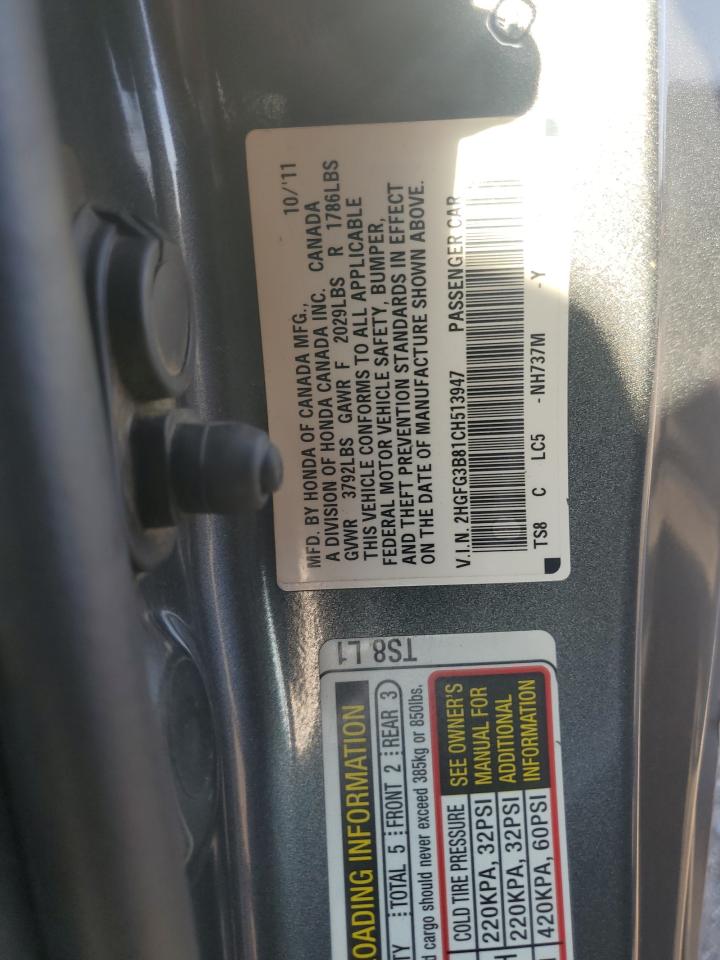 MFD. BY HONDA OF CANADA MFG., 10/'11
A DIVISION OF HONDA CANADA INC. CANADA
GVWR 3792LBS GAWR F 2029LBS R 1786LBS
THIS VEHICLE CONFORMS TO ALL APPLICABLE
FEDERAL MOTOR VEHICLE SAFETY, BUMPER,
AND THEFT PREVENTION STANDARDS IN EFFECT
ON THE DATE OF MANUFACTURE SHOWN ABOVE.
V.I.N. 2HGFG3B81CH513947 PASSENGER CAR
TS8 C LC5 -NH737M -Y
TS8 L1
OADING INFORMATION
TY TOTAL 5 FRONT 2 REAR 3
d cargo should never exceed 385kg or 850lbs.
COLD TIRE PRESSURE
220KPA, 32PSI
220KPA, 32PSI
420KPA, 60PSI
SEE OWNER'S
MANUAL FOR
ADDITIONAL
INFORMATION